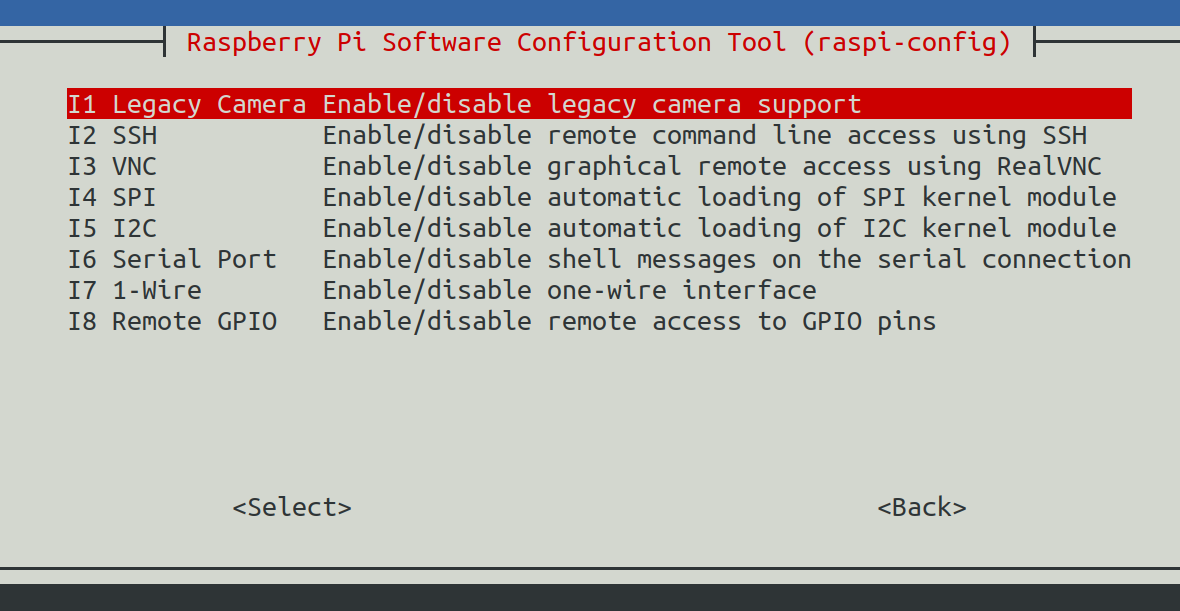 Raspberry Pi Software Configuration Tool (raspi-config)
I1 Legacy Camera Enable/disable legacy camera support
I2 SSH Enable/disable remote command line access using SSH
I3 VNC Enable/disable graphical remote access using RealVNC
I4 SPI Enable/disable automatic loading of SPI kernel module
I5 I2C Enable/disable automatic loading of I2C kernel module
I6 Serial Port Enable/disable shell messages on the serial connection
I7 1-Wire Enable/disable one-wire interface
I8 Remote GPIO Enable/disable remote access to GPIO pins
<Select> <Back>